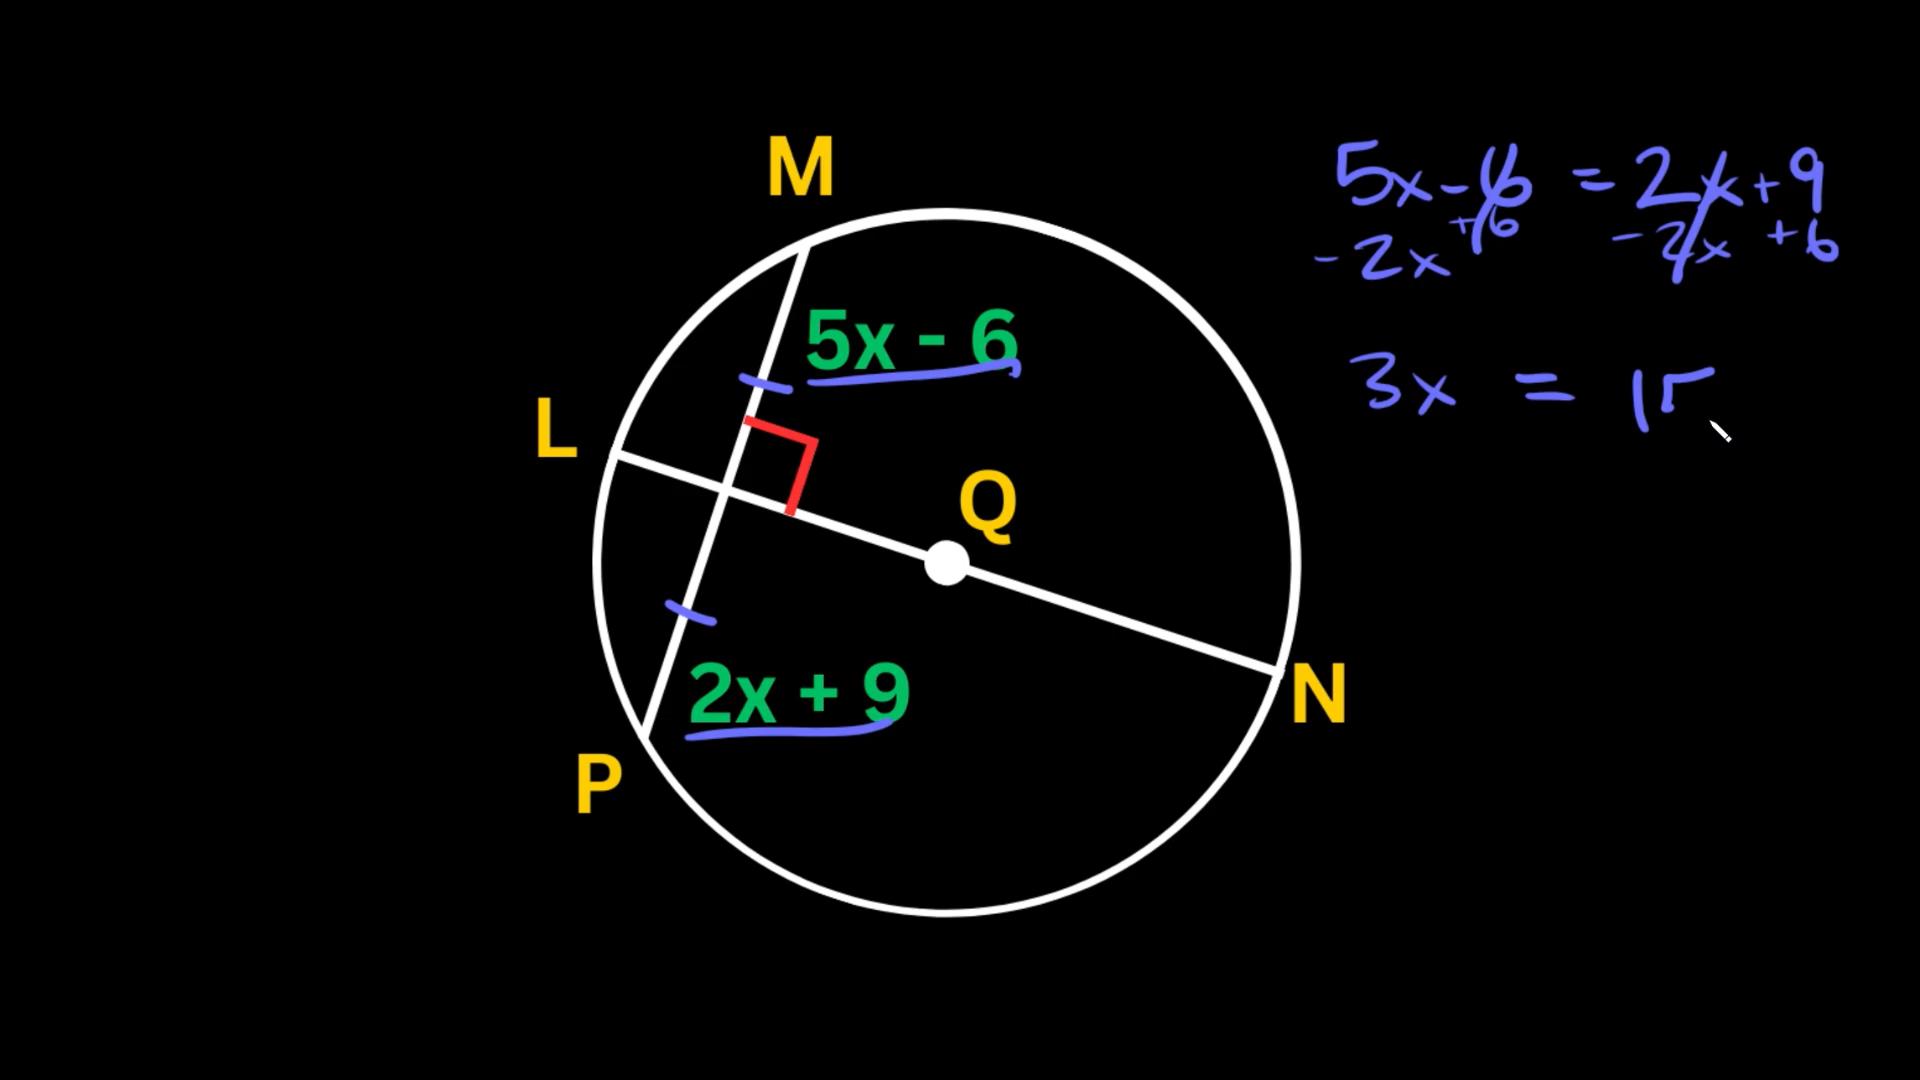 M
5x - 6 = 2x + 9
+6
- 2x + 6
- 2x
5x - 6
3x = 15
L
Q
2x + 9
N
P